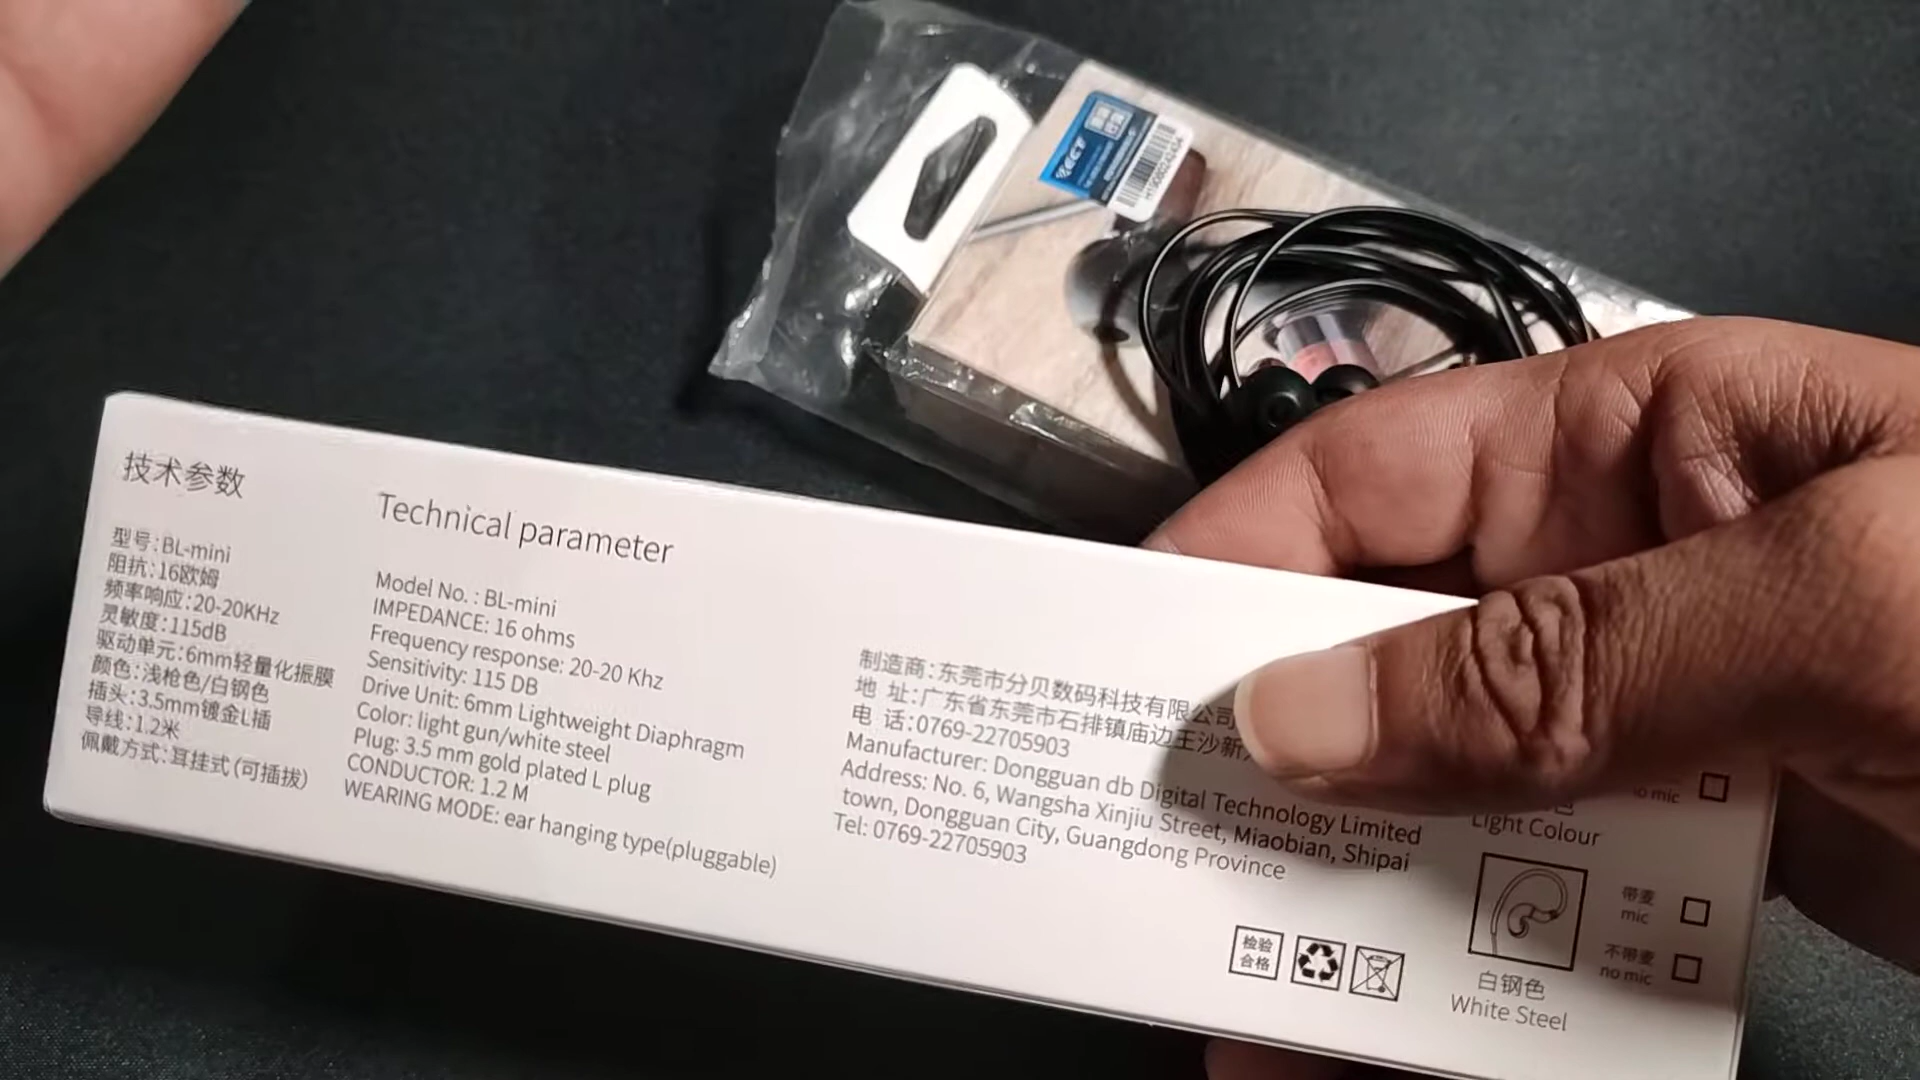 技术参数
型号:BL-mini
阻抗:16欧姆
频率响应:20-20KHz
灵敏度:115dB
驱动单元:6mm轻量化振膜
颜色:浅枪色/白钢色
插头:3.5mm镀金L插
导线:1.2米
佩戴方式:耳挂式(可插拔)
Technical parameter
Model No. : BL-mini
IMPEDANCE: 16 ohms
Frequency response: 20-20 Khz
Sensitivity: 115 DB
Drive Unit: 6mm Lightweight Diaphragm
Color: light gun/white steel
Plug: 3.5 mm gold plated L plug
CONDUCTOR: 1.2 M
WEARING MODE: ear hanging type(pluggable)
制造商:东莞市分贝数码科技有限公司
地 址:广东省东莞市石排镇庙边王沙新
电 话:0769-22705903
Manufacturer: Dongguan db Digital Technology Limited
Address: No. 6, Wangsha Xinjiu Street, Miaobian, Shipai
town, Dongguan City, Guangdong Province
Tel: 0769-22705903
检验
合格
mic
色
Light Colour
带麦
mic
不带麦
no mic
白钢色
White Steel